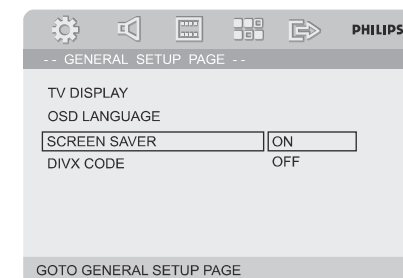 PHILIPS
-- GENERAL SETUP PAGE --
TV DISPLAY
OSD LANGUAGE
SCREEN SAVER ON
DIVX CODE OFF
GOTO GENERAL SETUP PAGE